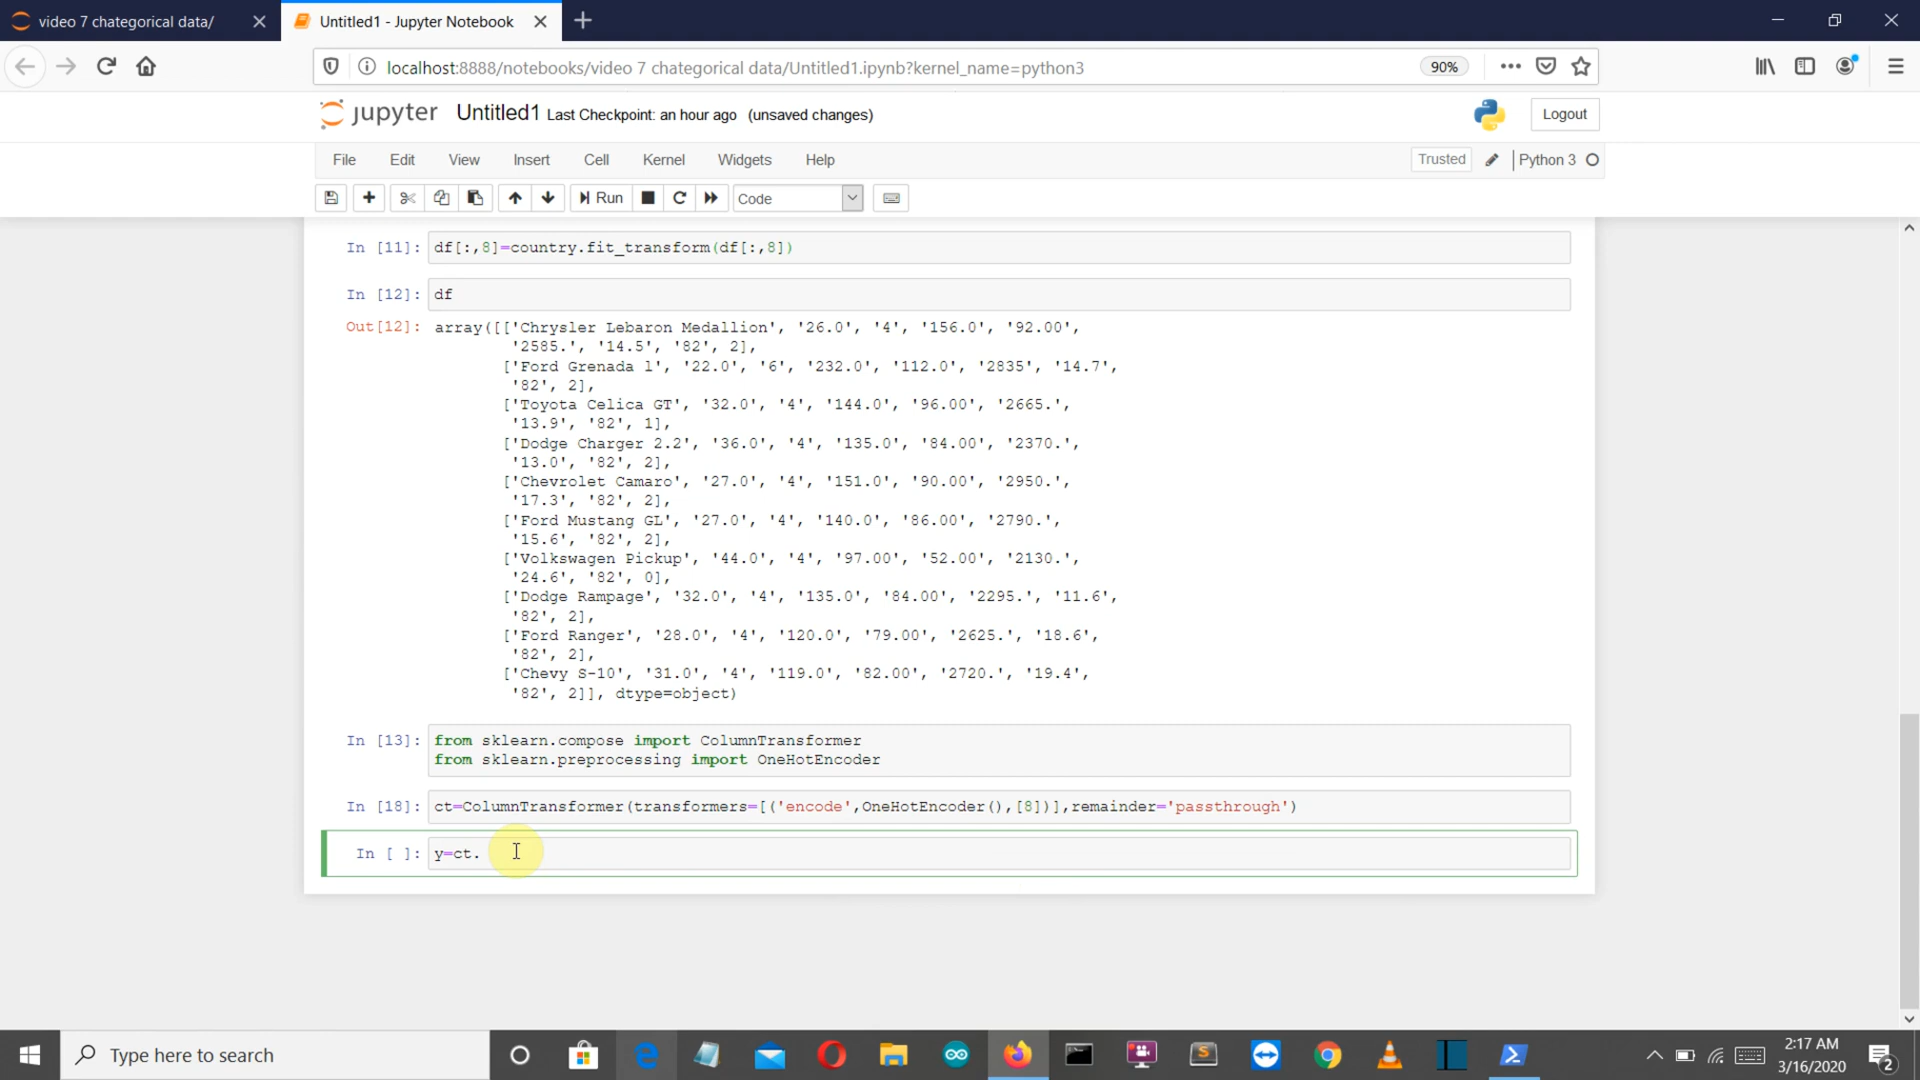 video 7 chategorical data/
Untitled1 - Jupyter Notebook
localhost:8888/notebooks/video 7 chategorical data/Untitled1.ipynb?kernel_name=python3
90%
jupyter Untitled1 Last Checkpoint: an hour ago (unsaved changes)
Logout
File Edit View Insert Cell Kernel Widgets Help
Trusted
Python 3
Run
Code
In [11]: df[:,8]=country.fit_transform(df[:,8])
In [12]: df
Out[12]: array([['Chrysler Lebaron Medallion', '26.0', '4', '156.0', '92.00',
'2585.', '14.5', '82', 2],
['Ford Grenada l', '22.0', '6', '232.0', '112.0', '2835', '14.7',
'82', 2],
['Toyota Celica GT', '32.0', '4', '144.0', '96.00', '2665.',
'13.9', '82', 1],
['Dodge Charger 2.2', '36.0', '4', '135.0', '84.00', '2370.',
'13.0', '82', 2],
['Chevrolet Camaro', '27.0', '4', '151.0', '90.00', '2950.',
'17.3', '82', 2],
['Ford Mustang GL', '27.0', '4', '140.0', '86.00', '2790.',
'15.6', '82', 2],
['Volkswagen Pickup', '44.0', '4', '97.00', '52.00', '2130.',
'24.6', '82', 0],
['Dodge Rampage', '32.0', '4', '135.0', '84.00', '2295.', '11.6',
'82', 2],
['Ford Ranger', '28.0', '4', '120.0', '79.00', '2625.', '18.6',
'82', 2],
['Chevy S-10', '31.0', '4', '119.0', '82.00', '2720.', '19.4',
'82', 2]], dtype=object)
In [13]: from sklearn.compose import ColumnTransformer
from sklearn.preprocessing import OneHotEncoder
In [18]: ct=ColumnTransformer(transformers=[('encode',OneHotEncoder(),[8])],remainder='passthrough')
In [ ]: y=ct.
Type here to search
2:17 AM
3/16/2020
2